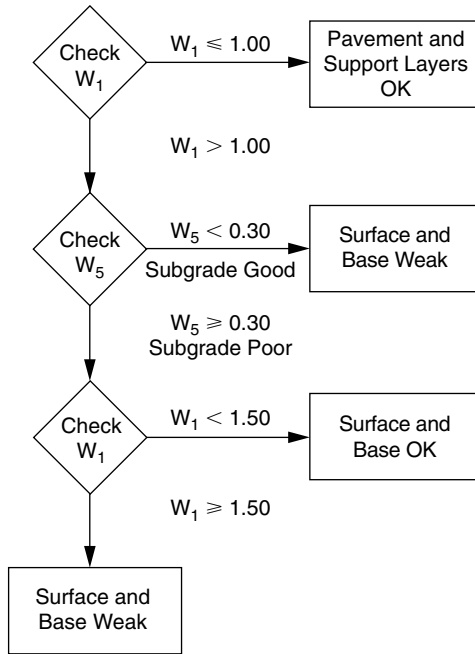 Check
W₁
W₁ ⩽ 1.00
Pavement and
Support Layers
OK
W₁ > 1.00
Check
W₅
W₅ < 0.30
Subgrade Good
Surface and
Base Weak
W₅ ⩾ 0.30
Subgrade Poor
Check
W₁
W₁ < 1.50
Surface and
Base OK
W₁ ⩾ 1.50
Surface and
Base Weak